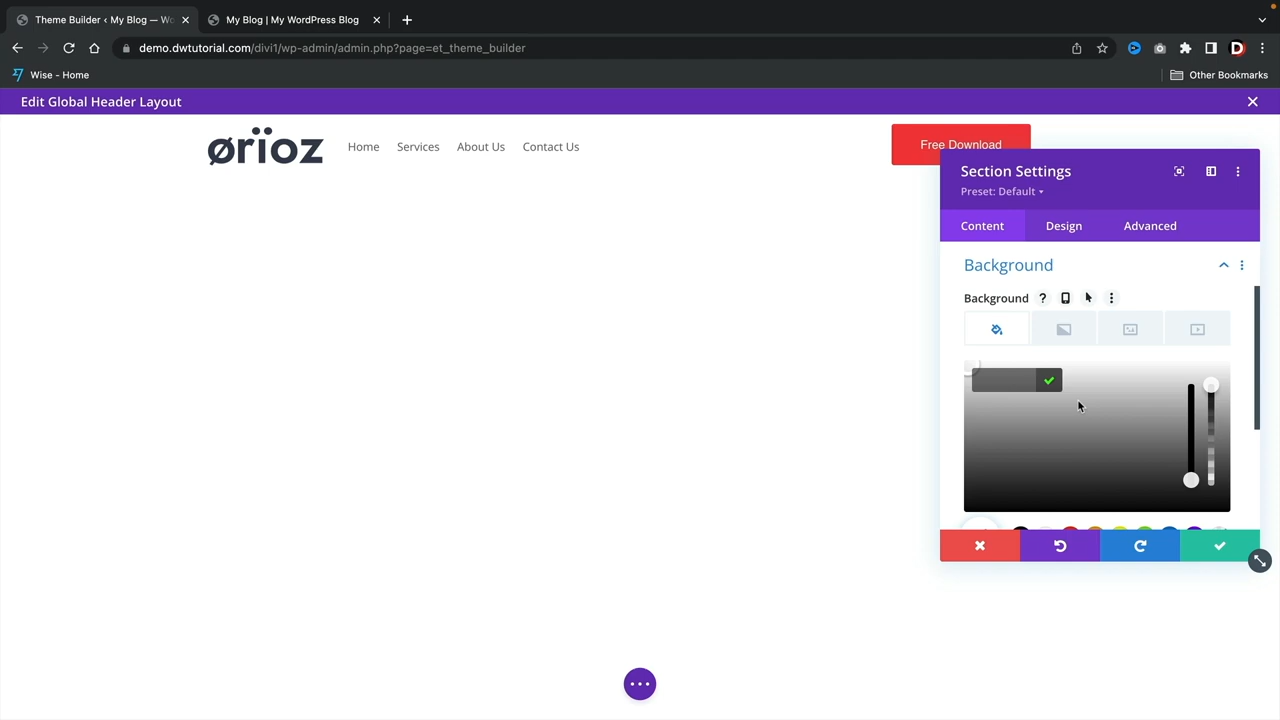 Theme Builder ‹ My Blog — Wo
My Blog | My WordPress Blog
demo.dwtutorial.com/divi1/wp-admin/admin.php?page=et_theme_builder
Wise - Home
Other Bookmarks
Edit Global Header Layout
ørïoz
Home
Services
About Us
Contact Us
Free Download
Section Settings
Preset: Default
Content
Design
Advanced
Background
Background